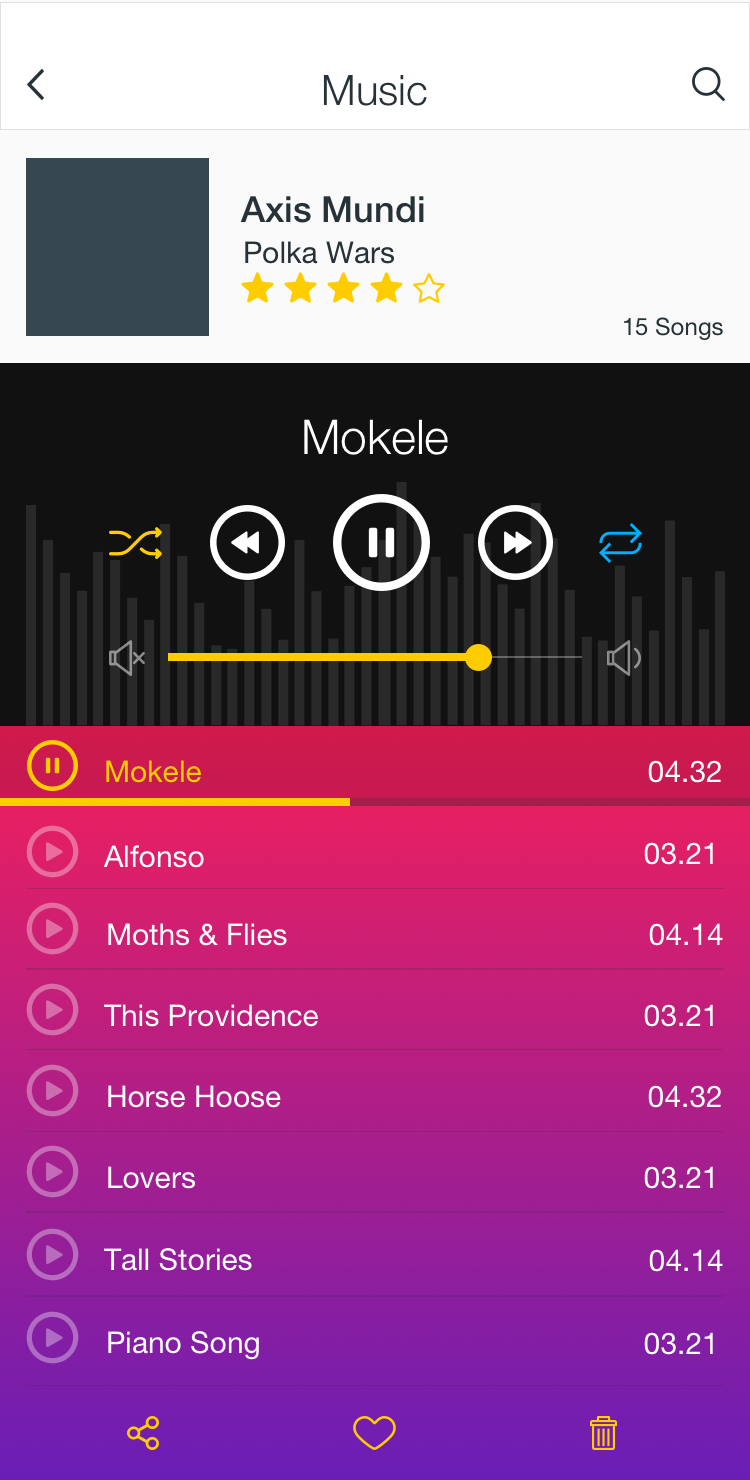 Music
Axis Mundi
Polka Wars
15 Songs
Mokele
Mokele 04.32
Alfonso 03.21
Moths & Flies 04.14
This Providence 03.21
Horse Hoose 04.32
Lovers 03.21
Tall Stories 04.14
Piano Song 03.21